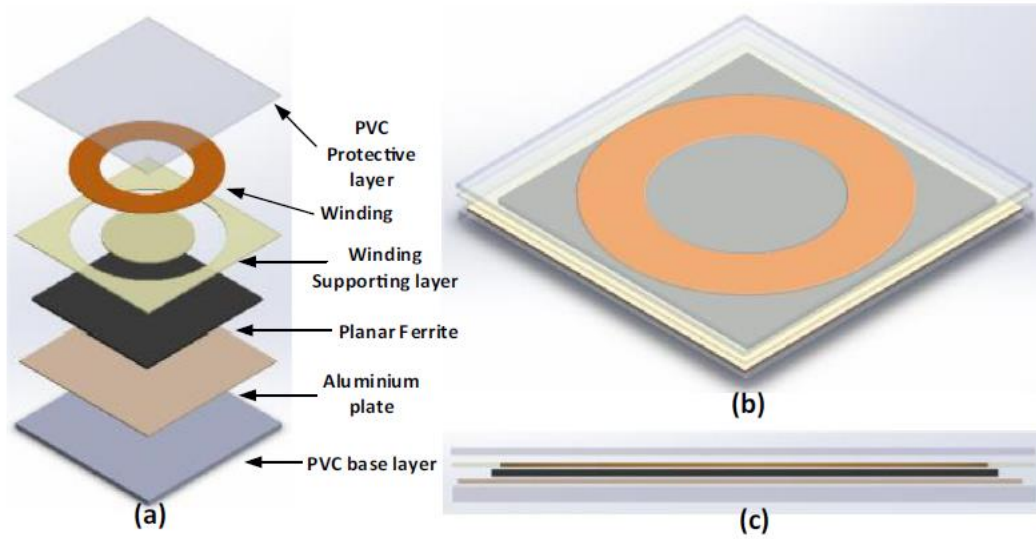 PVC
Protective
layer
Winding
Winding
Supporting layer
Planar Ferrite
Aluminium
plate
PVC base layer
(a)
(b)
(c)